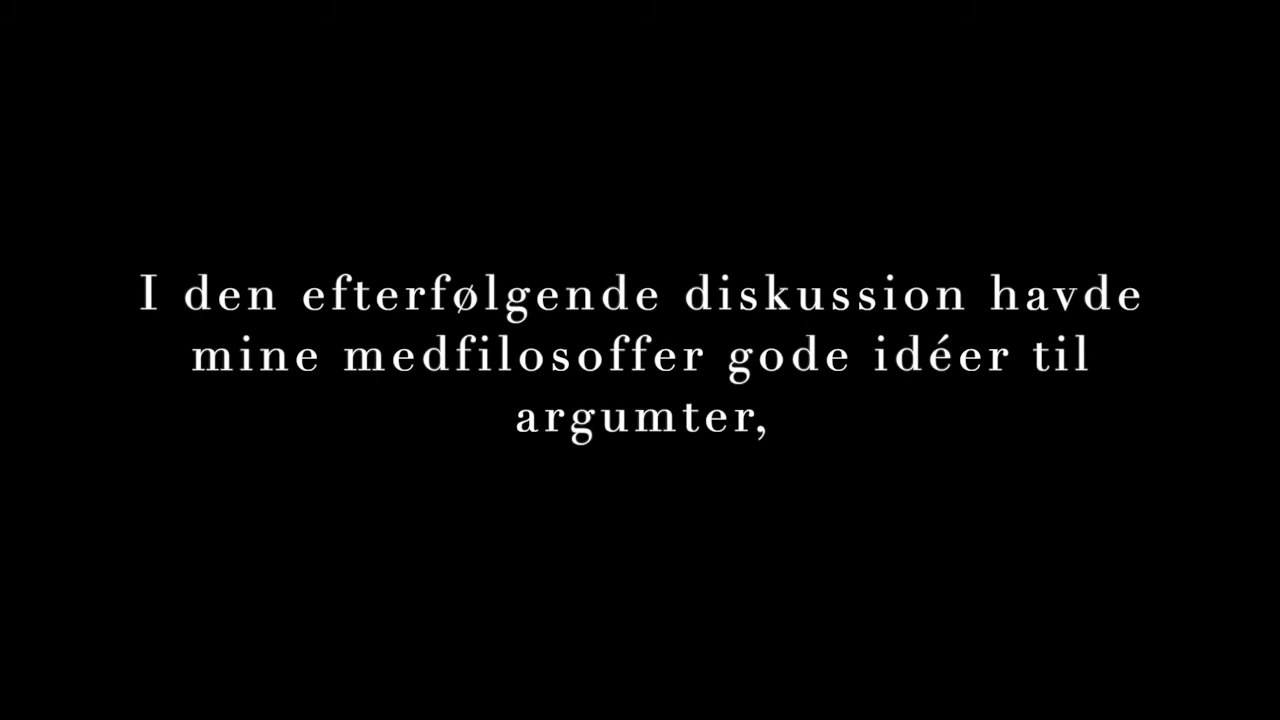 I den efterfølgende diskussion havde
mine medfilosoffer gode idéer til
argumter,